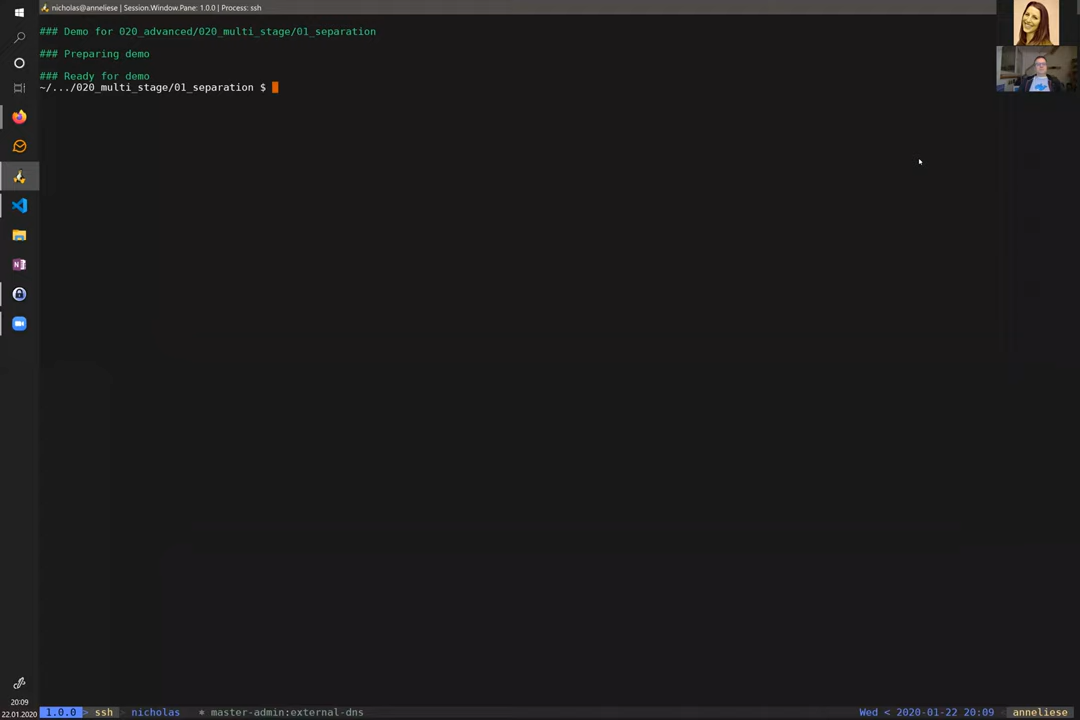 nicholas@anneliese | Session.Window.Pane: 1.0.0 | Process: ssh
### Demo for 020_advanced/020_multi_stage/01_separation
### Preparing demo
### Ready for demo
~/.../020_multi_stage/01_separation $
20:09
22.01.2020
1.0.0 > ssh > nicholas * master-admin:external-dns
Wed < 2020-01-22 20:09 < anneliese